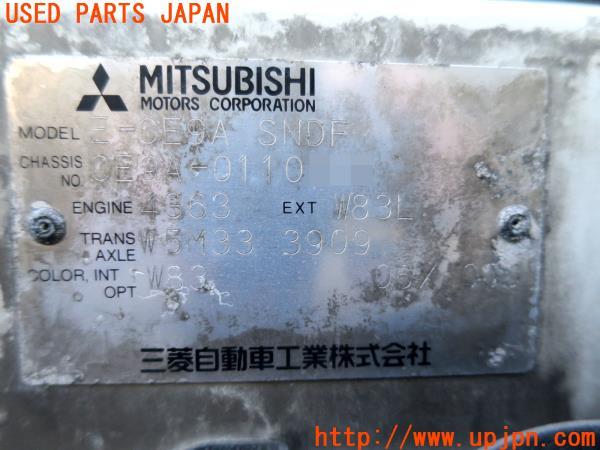 USED PARTS JAPAN
MITSUBISHI
MOTORS CORPORATION
MODEL E-CE9A SNDF
CHASSIS NO. CE9A-0110
ENGINE 4G63 EXT W83L
TRANS AXLE W5M33 3909
COLOR, INT OPT W83
三菱自動車工業株式会社
UPJ
http://www.upjpn.com